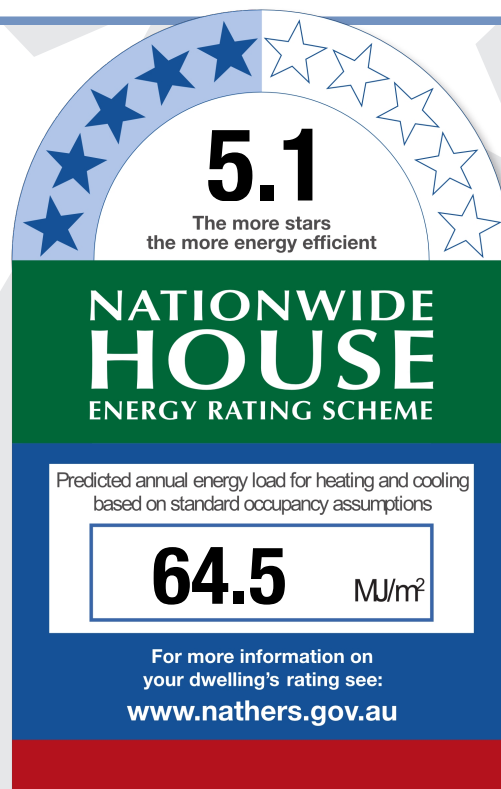 5.1
The more stars
the more energy efficient
NATIONWIDE
HOUSE
ENERGY RATING SCHEME
Predicted annual energy load for heating and cooling
based on standard occupancy assumptions
64.5 MJ/m²
For more information on
your dwelling's rating see:
www.nathers.gov.au